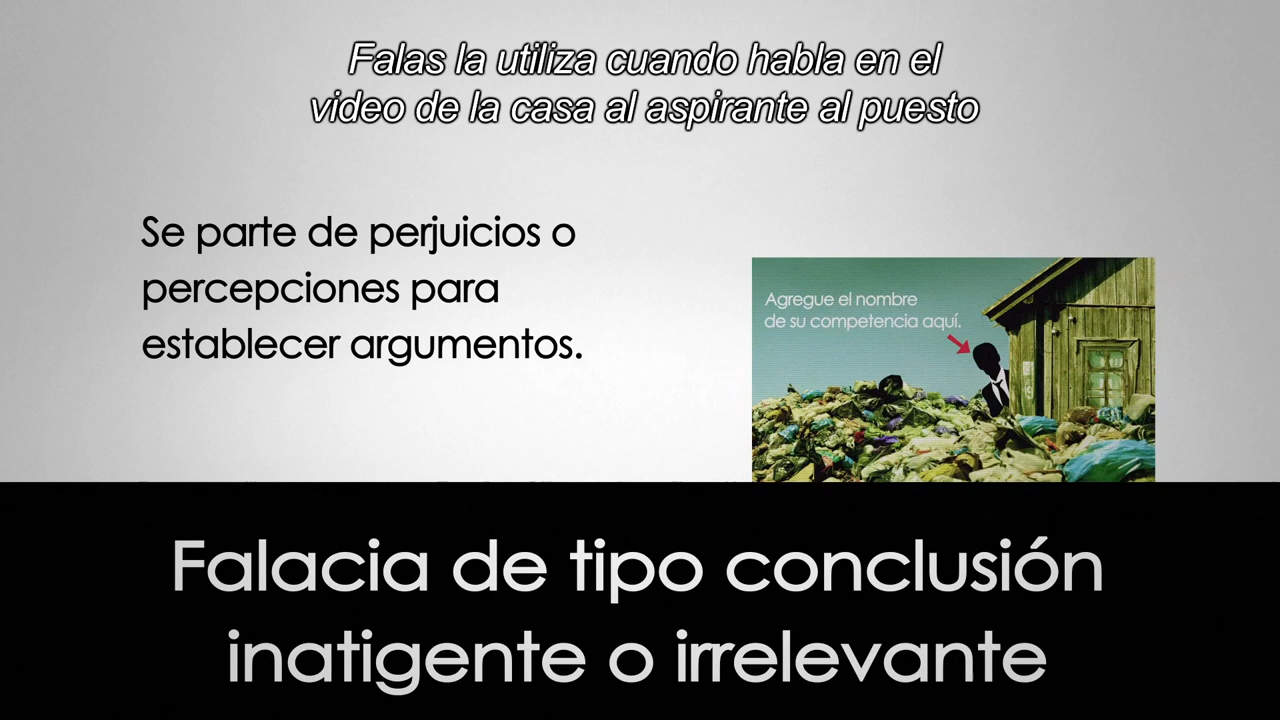 Falas la utiliza cuando habla en el
video de la casa al aspirante al puesto
Se parte de perjuicios o
percepciones para
establecer argumentos.
Agregue el nombre
de su competencia aquí.
Falacia de tipo conclusión
inatigente o irrelevante